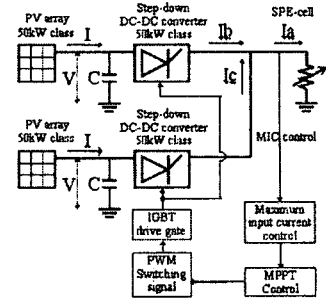 PV array
50kW class
I
V
C
Step-down
DC-DC converter
50kW class
Ib
Ia
SPE-cell
Ic
PV array
50kW class
I
V
C
Step-down
DC-DC converter
50kW class
MIC control
IGBT
drive gate
PWM
Switching
signal
Maximum
input current
control
MPPT
Control